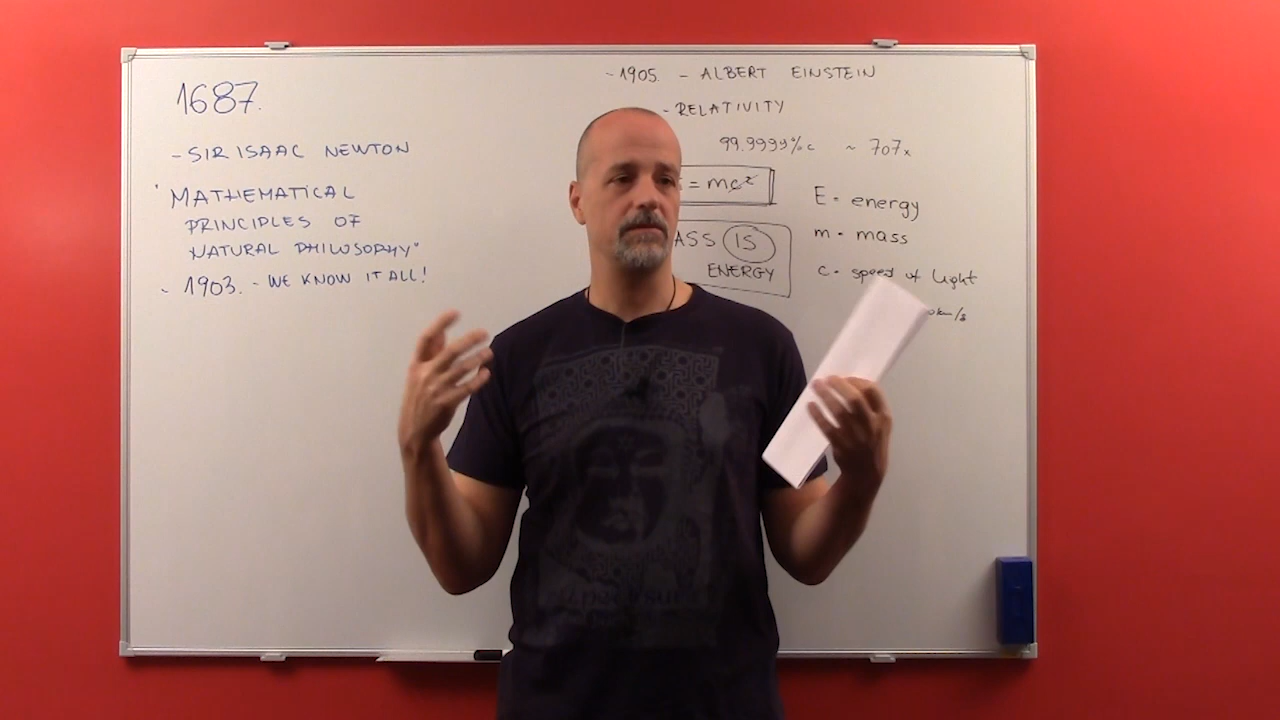 1687.
- SIR ISAAC NEWTON
"MATHEMATICAL
PRINCIPLES OF
NATURAL PHILOSOPHY"
- 1903. - WE KNOW IT ALL!
- 1905. - ALBERT EINSTEIN
- RELATIVITY
99.9999%c ~ 707x
= mc²
ASS IS
ENERGY
E - energy
m - mass
c - speed of light
km/s